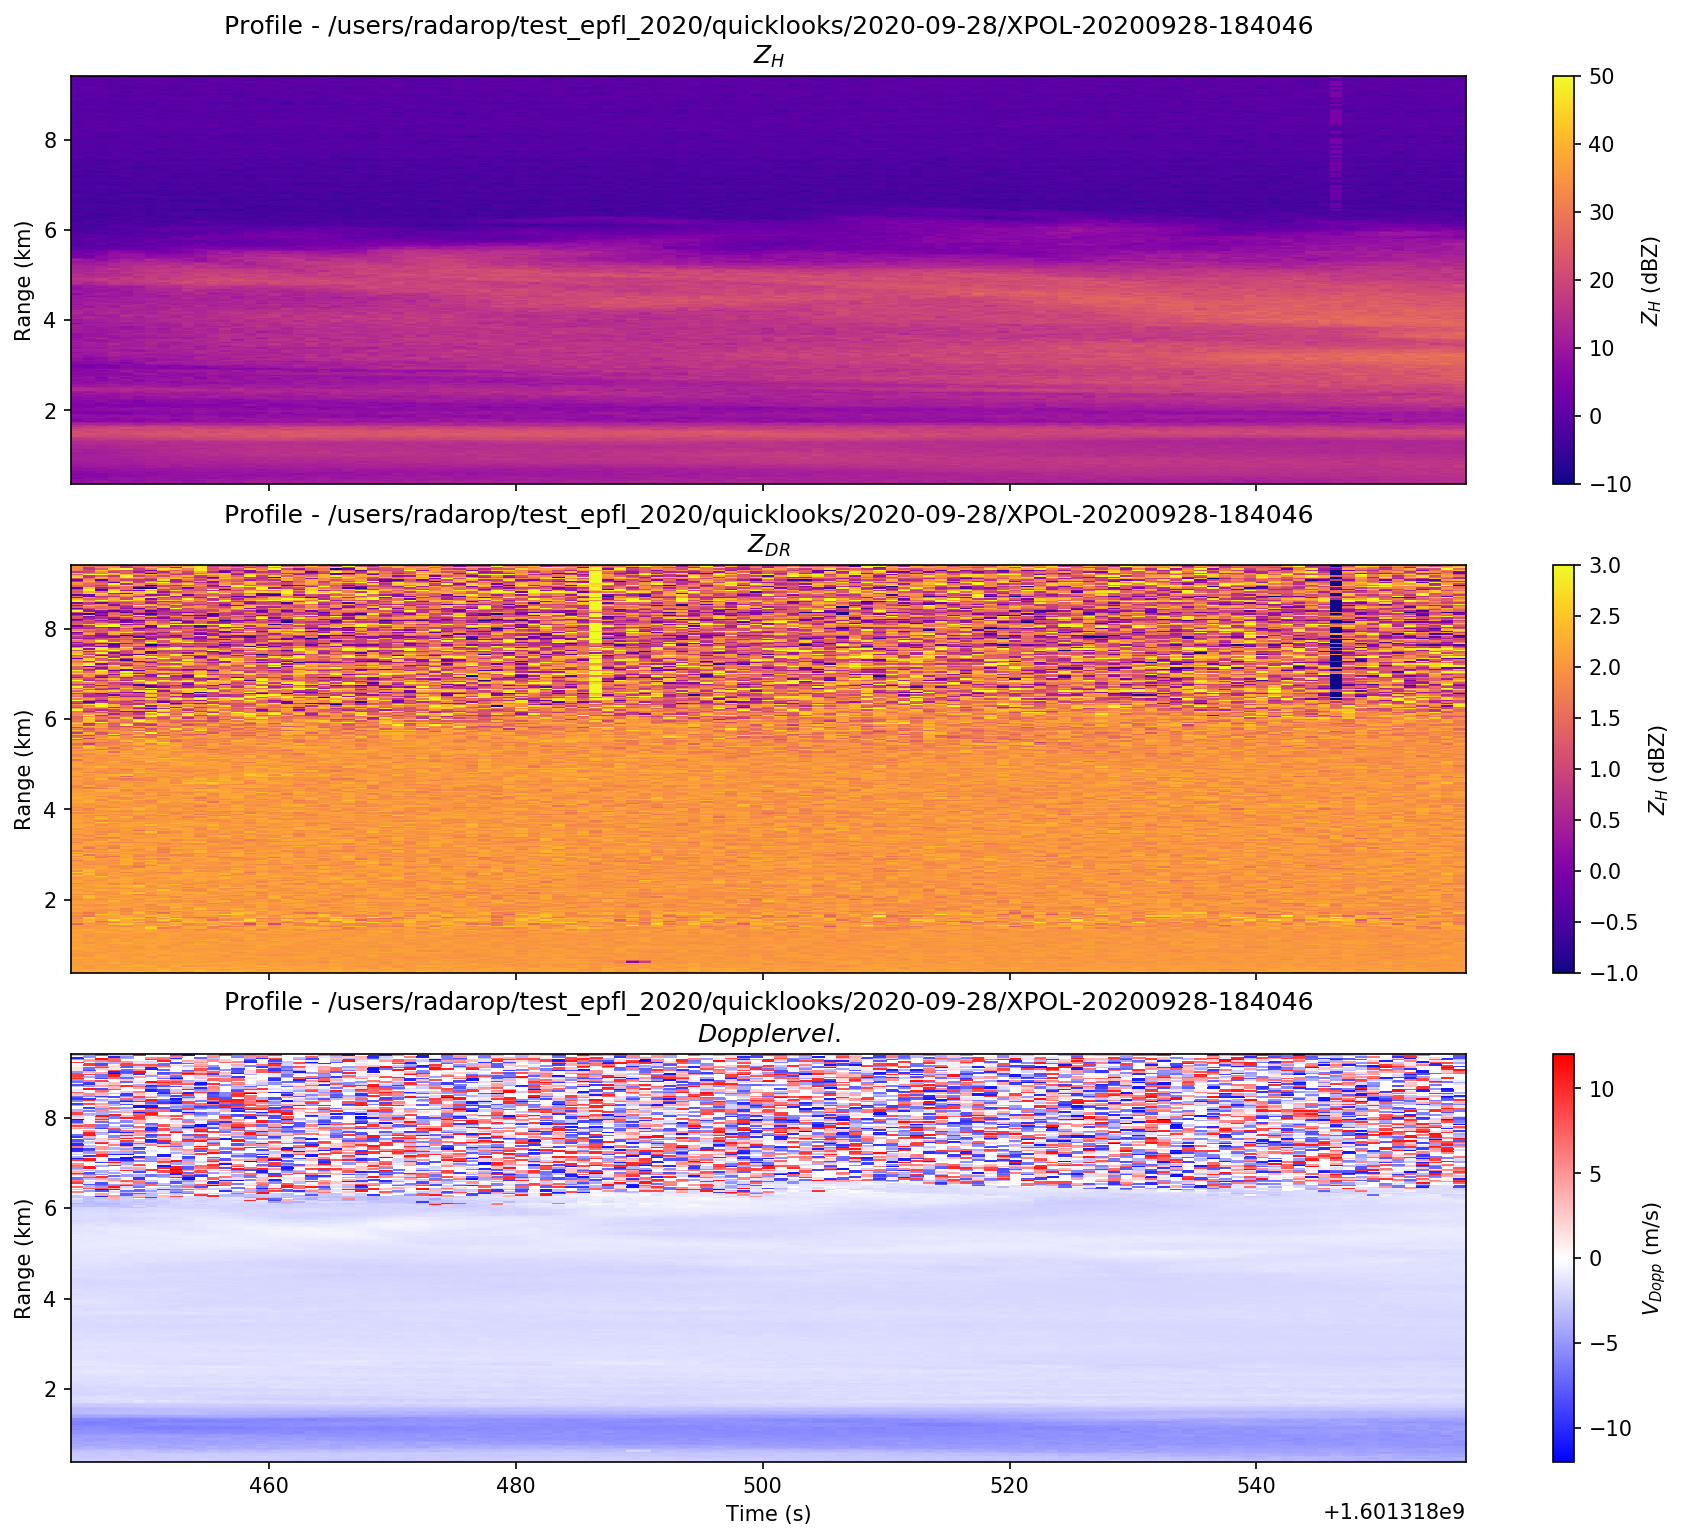 Profile - /users/radarop/test_epfl_2020/quicklooks/2020-09-28/XPOL-20200928-184046
Z_H
8
6
4
2
Range (km)
50
40
30
20
10
0
−10
Z_H (dBZ)
Profile - /users/radarop/test_epfl_2020/quicklooks/2020-09-28/XPOL-20200928-184046
Z_DR
8
6
4
2
Range (km)
3.0
2.5
2.0
1.5
1.0
0.5
0.0
−0.5
−1.0
Z_H (dBZ)
Profile - /users/radarop/test_epfl_2020/quicklooks/2020-09-28/XPOL-20200928-184046
Dopplervel.
8
6
4
2
Range (km)
460
480
500
520
540
Time (s)
+1.601318e9
10
5
0
−5
−10
V_Dopp (m/s)